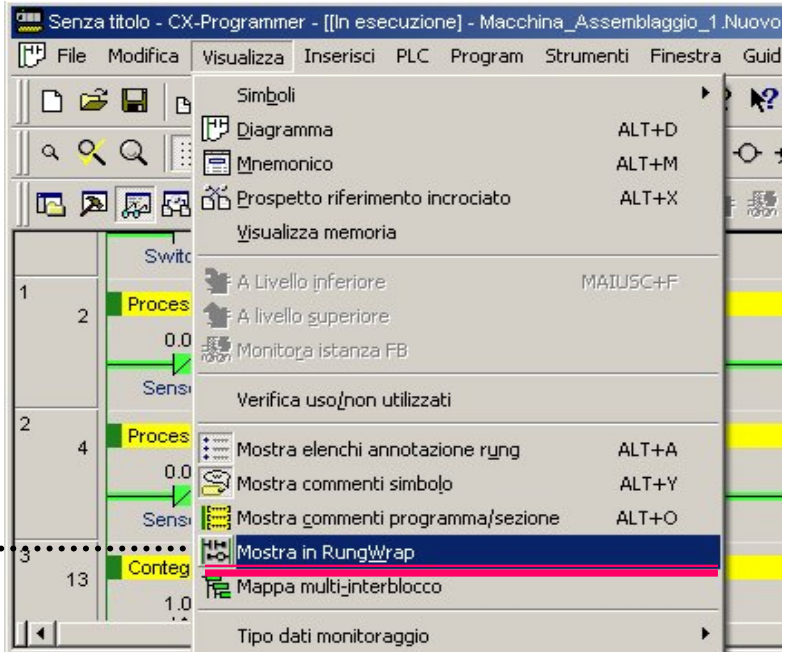 Senza titolo - CX-Programmer - [[In esecuzione] - Macchina_Assemblaggio_1.Nuovo
File Modifica Visualizza Inserisci PLC Program Strumenti Finestra Guid
Simboli
Diagramma ALT+D
Mnemonico ALT+M
Prospetto riferimento incrociato ALT+X
Visualizza memoria
Switc
A Livello inferiore MAIUSC+F
1
2
Proces
A livello superiore
0.0
Monitora istanza FB
Senso
Verifica uso/non utilizzati
2
4
Proces
Mostra elenchi annotazione rung ALT+A
0.0
Mostra commenti simbolo ALT+Y
Senso
Mostra commenti programma/sezione ALT+O
3
Mostra in RungWrap
13
Conteg
Mappa multi-interblocco
1.0
Tipo dati monitoraggio